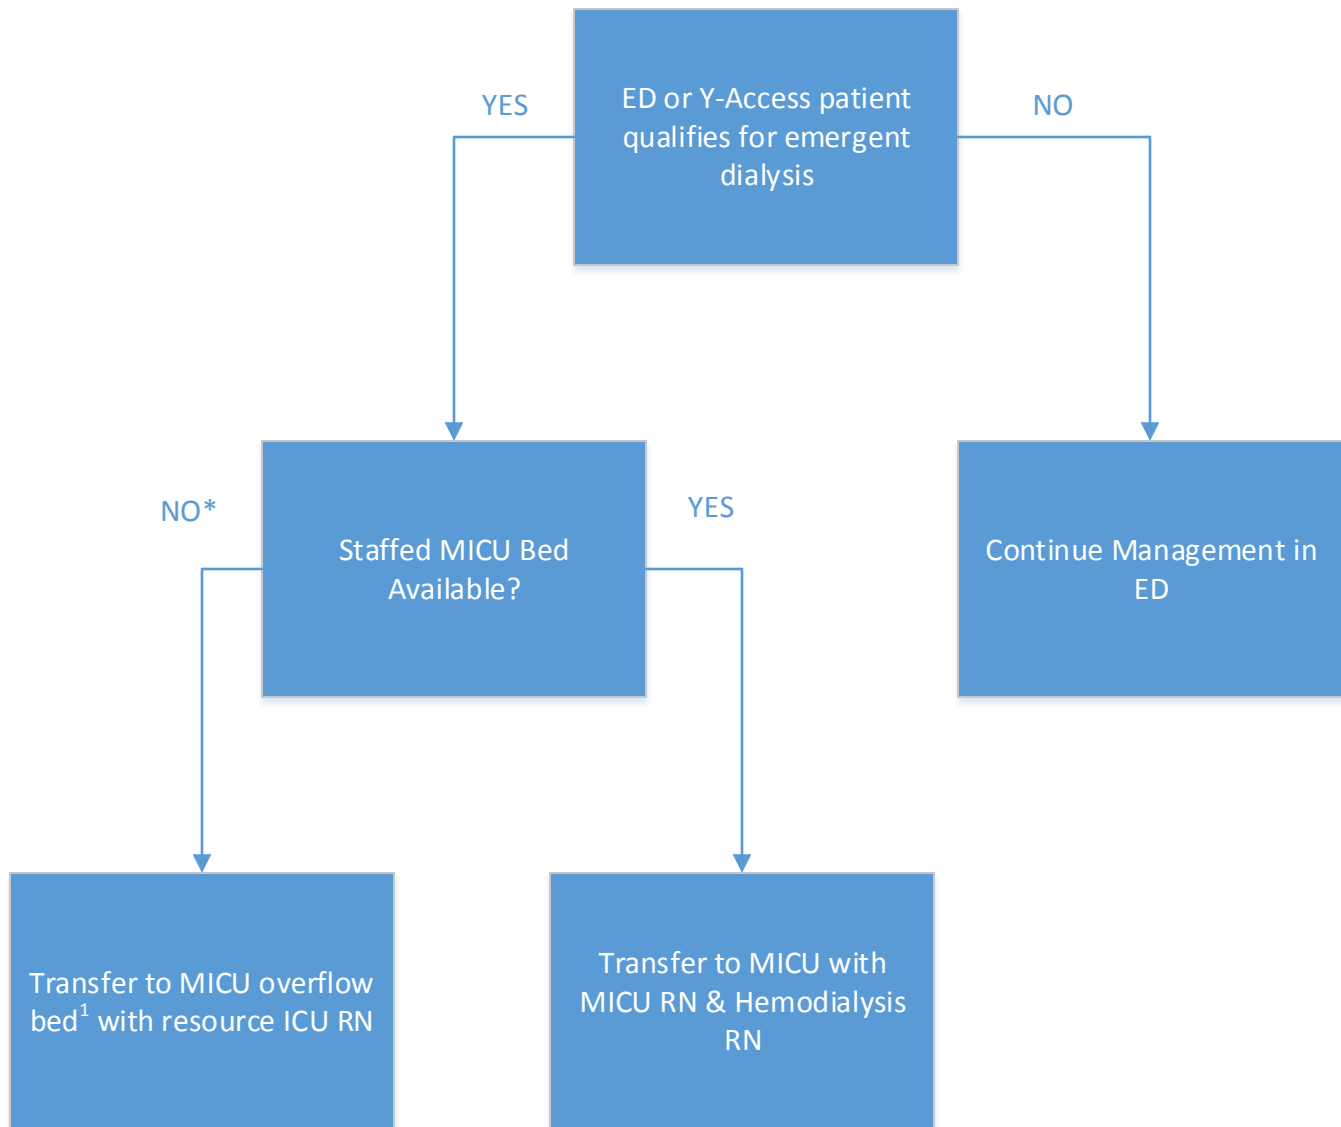 YES
ED or Y-Access patient
qualifies for emergent
dialysis
NO
NO*
Staffed MICU Bed
Available?
YES
Continue Management in
ED
Transfer to MICU overflow
bed¹ with resource ICU RN
Transfer to MICU with
MICU RN & Hemodialysis
RN